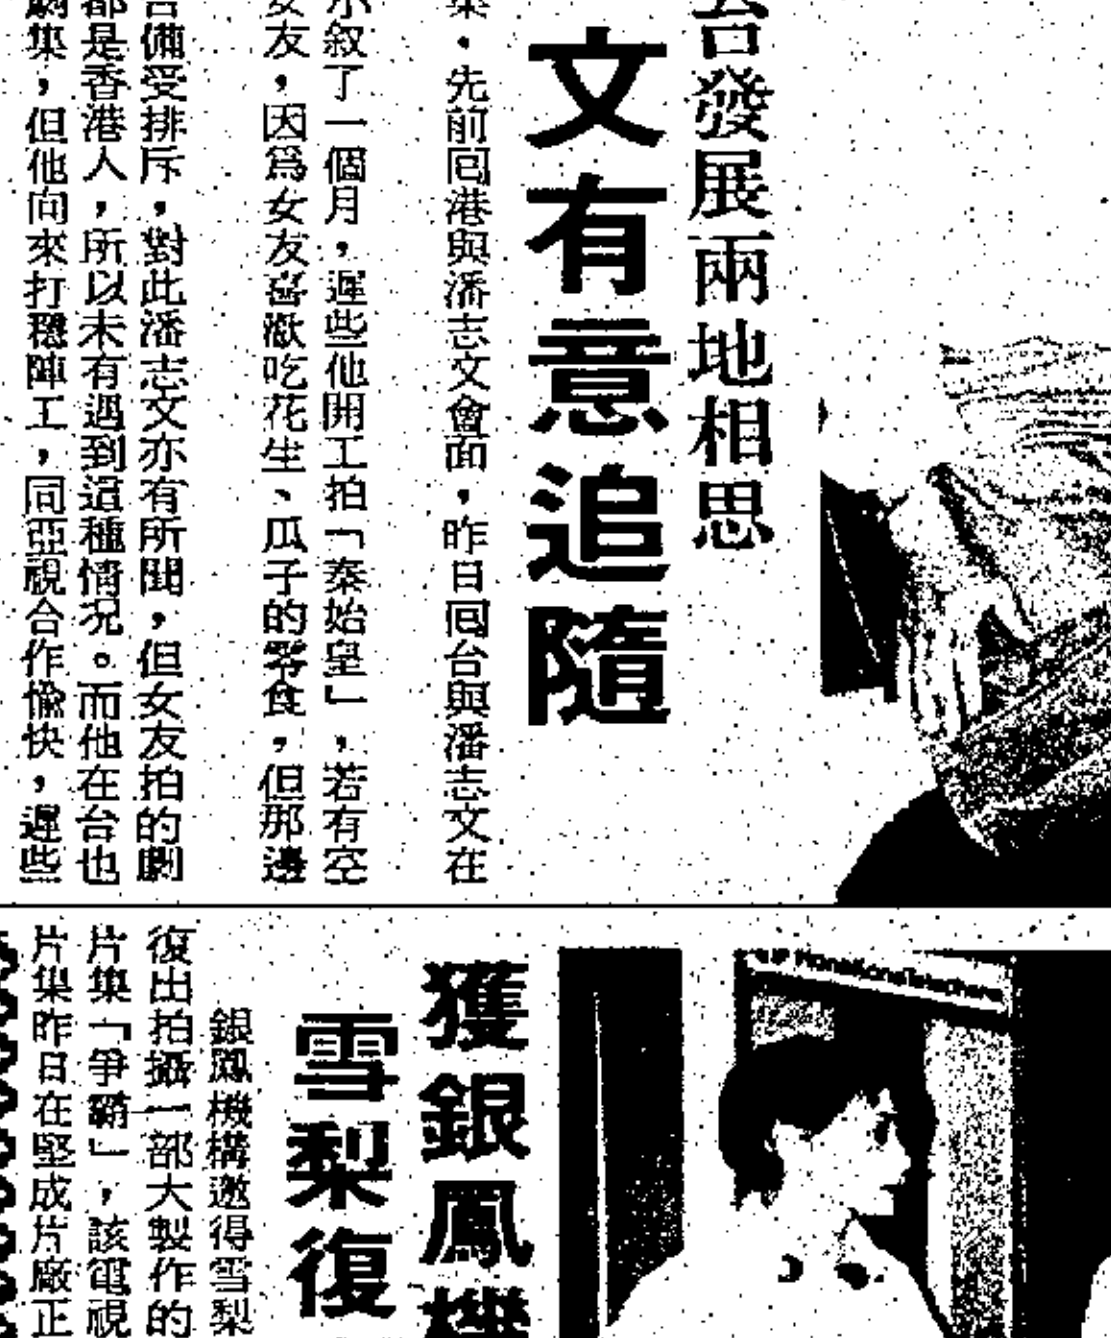 台發展兩地相思
文有意追隨
集。先前囘港與潘志文會面，昨日囘台與潘志文在
小叙了一個月，遲些他開工拍「秦始皇」，若有空
女友，因爲女友喜歡吃花生、瓜子的零食，但那邊
言備受排斥，對此潘志文亦有所聞，但女友拍的劇
都是香港人，所以未有遇到這種情況。而他在台也
劇集，但他向來打穩陣工，同亞視合作愉快，遲些
獲銀鳳機
雪梨復
銀鳳機構邀得雪梨
復出拍攝一部大製作的
片集「爭霸」，該電視
片集昨日在堅成片廠正